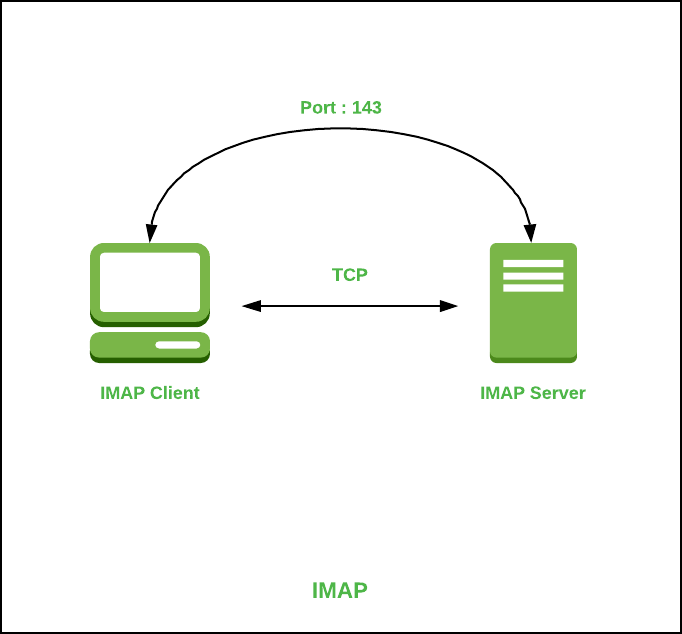 Port : 143
TCP
IMAP Client
IMAP Server
IMAP